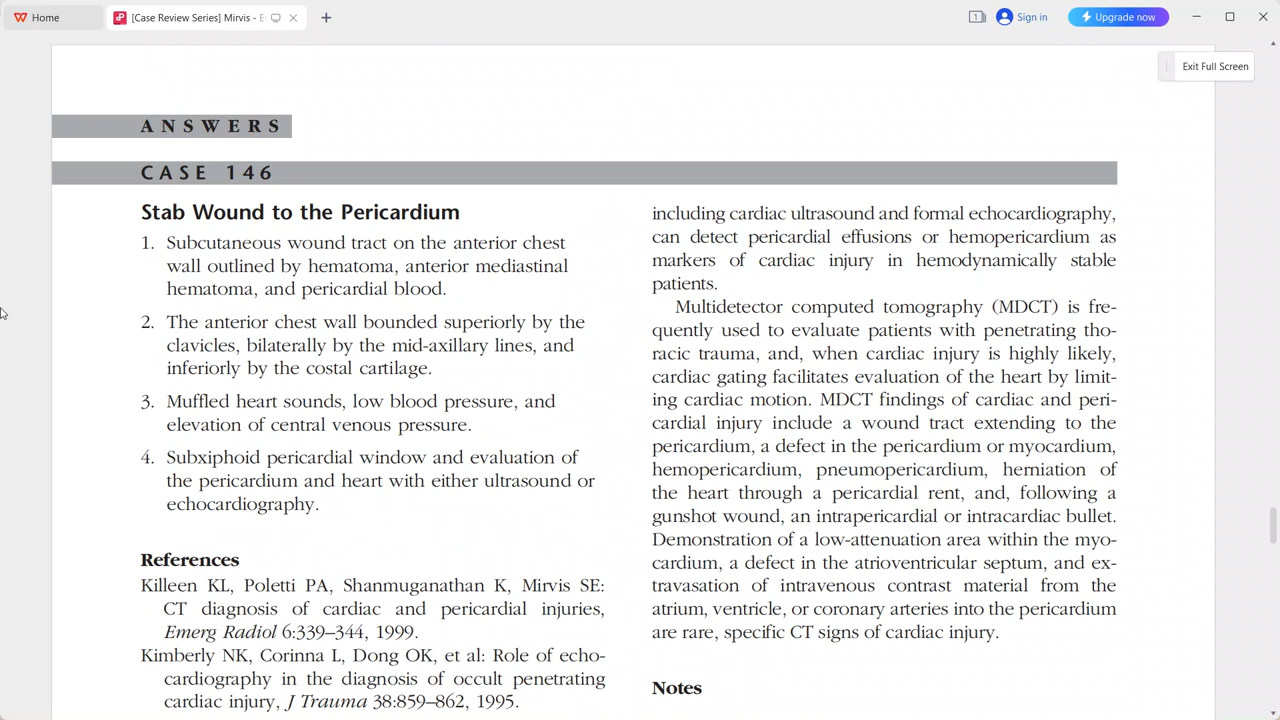 Home
[Case Review Series] Mirvis - E
Sign in
Upgrade now
Exit Full Screen
ANSWERS
CASE 146
Stab Wound to the Pericardium
1. Subcutaneous wound tract on the anterior chest
wall outlined by hematoma, anterior mediastinal
hematoma, and pericardial blood.
2. The anterior chest wall bounded superiorly by the
clavicles, bilaterally by the mid-axillary lines, and
inferiorly by the costal cartilage.
3. Muffled heart sounds, low blood pressure, and
elevation of central venous pressure.
4. Subxiphoid pericardial window and evaluation of
the pericardium and heart with either ultrasound or
echocardiography.
References
Killeen KL, Poletti PA, Shanmuganathan K, Mirvis SE:
CT diagnosis of cardiac and pericardial injuries,
Emerg Radiol 6:339–344, 1999.
Kimberly NK, Corinna L, Dong OK, et al: Role of echo-
cardiography in the diagnosis of occult penetrating
cardiac injury, J Trauma 38:859–862, 1995.
including cardiac ultrasound and formal echocardiography,
can detect pericardial effusions or hemopericardium as
markers of cardiac injury in hemodynamically stable
patients.
Multidetector computed tomography (MDCT) is fre-
quently used to evaluate patients with penetrating tho-
racic trauma, and, when cardiac injury is highly likely,
cardiac gating facilitates evaluation of the heart by limit-
ing cardiac motion. MDCT findings of cardiac and peri-
cardial injury include a wound tract extending to the
pericardium, a defect in the pericardium or myocardium,
hemopericardium, pneumopericardium, herniation of
the heart through a pericardial rent, and, following a
gunshot wound, an intrapericardial or intracardiac bullet.
Demonstration of a low-attenuation area within the myo-
cardium, a defect in the atrioventricular septum, and ex-
travasation of intravenous contrast material from the
atrium, ventricle, or coronary arteries into the pericardium
are rare, specific CT signs of cardiac injury.
Notes